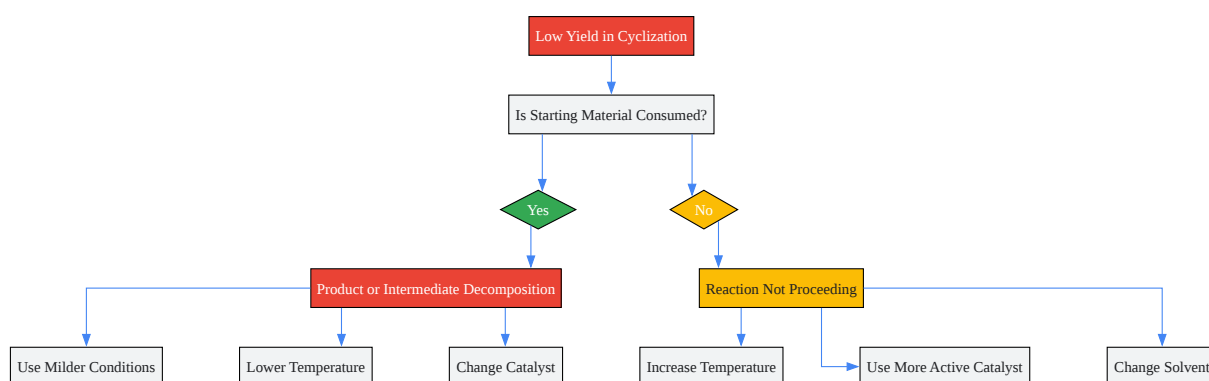 Low Yield in Cyclization
Is Starting Material Consumed?
Yes
No
Product or Intermediate Decomposition
Reaction Not Proceeding
Use Milder Conditions
Lower Temperature
Change Catalyst
Increase Temperature
Use More Active Catalyst
Change Solvent